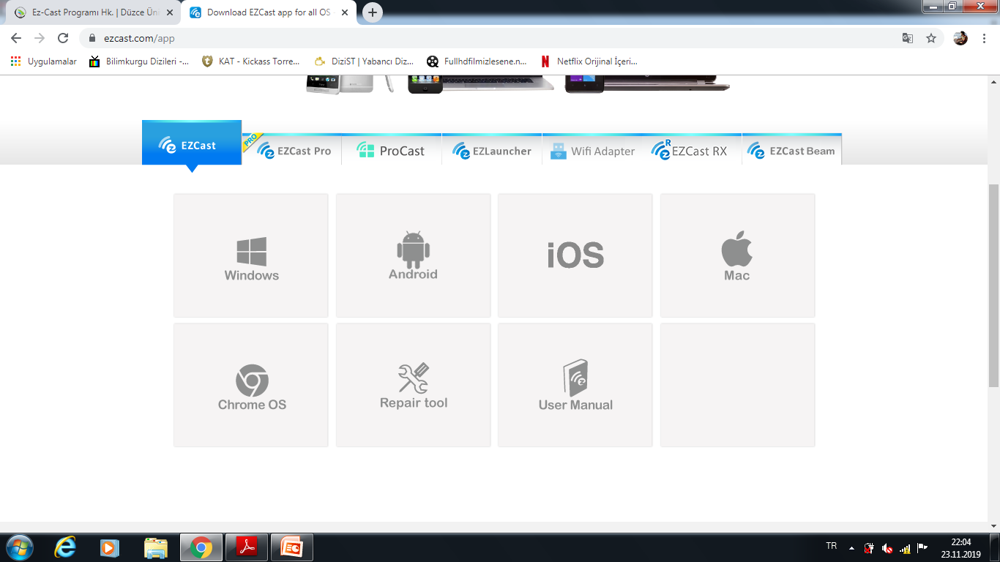 Ez-Cast Programı Hk. | Düzce Üni
Download EZCast app for all OS -
ezcast.com/app
Uygulamalar
Bilimkurgu Dizileri -...
KAT - Kickass Torre...
DiziST | Yabancı Diz...
Fullhdfilmizlesene.n...
Netflix Orijinal İçeri...
EZCast
PRO
EZCast Pro
ProCast
EZLauncher
Wifi Adapter
R
EZCast RX
EZCast Beam
Windows
Android
iOS
Mac
Chrome OS
Repair tool
User Manual
TR
22:04
23.11.2019